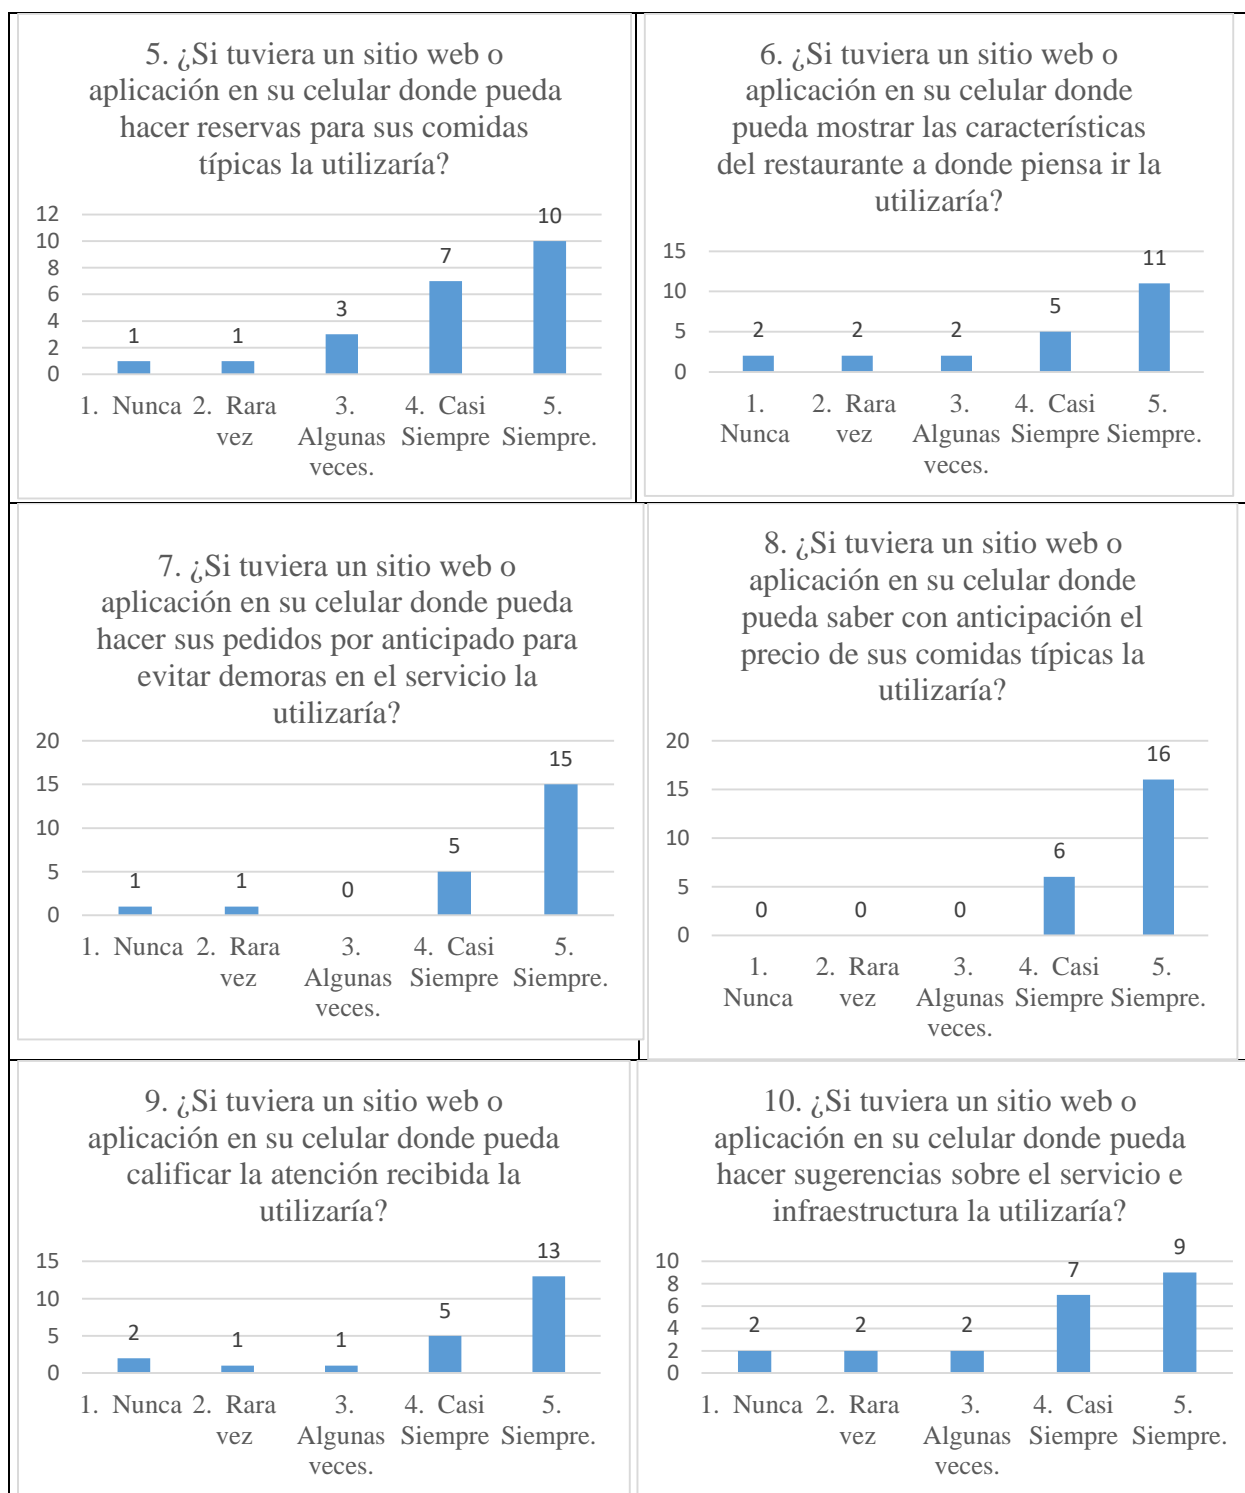 5. ¿Si tuviera un sitio web o
aplicación en su celular donde pueda
hacer reservas para sus comidas
típicas la utilizaría?
12
10
8
6
4
2
0
1
1
3
7
10
1. Nunca
2. Rara
vez
3.
Algunas
veces.
4. Casi
Siempre
5.
Siempre.
6. ¿Si tuviera un sitio web o
aplicación en su celular donde
pueda mostrar las características
del restaurante a donde piensa ir la
utilizaría?
15
10
5
0
2
2
2
5
11
1.
Nunca
2. Rara
vez
3.
Algunas
veces.
4. Casi
Siempre
5.
Siempre.
7. ¿Si tuviera un sitio web o
aplicación en su celular donde pueda
hacer sus pedidos por anticipado para
evitar demoras en el servicio la
utilizaría?
20
15
10
5
0
1
1
0
5
15
1. Nunca
2. Rara
vez
3.
Algunas
veces.
4. Casi
Siempre
5.
Siempre.
8. ¿Si tuviera un sitio web o
aplicación en su celular donde
pueda saber con anticipación el
precio de sus comidas típicas la
utilizaría?
20
15
10
5
0
0
0
0
6
16
1.
Nunca
2. Rara
vez
3.
Algunas
veces.
4. Casi
Siempre
5.
Siempre.
9. ¿Si tuviera un sitio web o
aplicación en su celular donde pueda
calificar la atención recibida la
utilizaría?
15
10
5
0
2
1
1
5
13
1. Nunca
2. Rara
vez
3.
Algunas
veces.
4. Casi
Siempre
5.
Siempre.
10. ¿Si tuviera un sitio web o
aplicación en su celular donde pueda
hacer sugerencias sobre el servicio e
infraestructura la utilizaría?
10
8
6
4
2
0
2
2
2
7
9
1. Nunca
2. Rara
vez
3.
Algunas
veces.
4. Casi
Siempre
5.
Siempre.